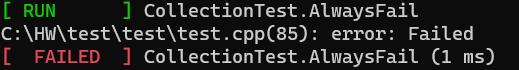 [ RUN      ] CollectionTest.AlwaysFail
C:\HW\test\test\test.cpp(85): error: Failed
[  FAILED  ] CollectionTest.AlwaysFail (1 ms)